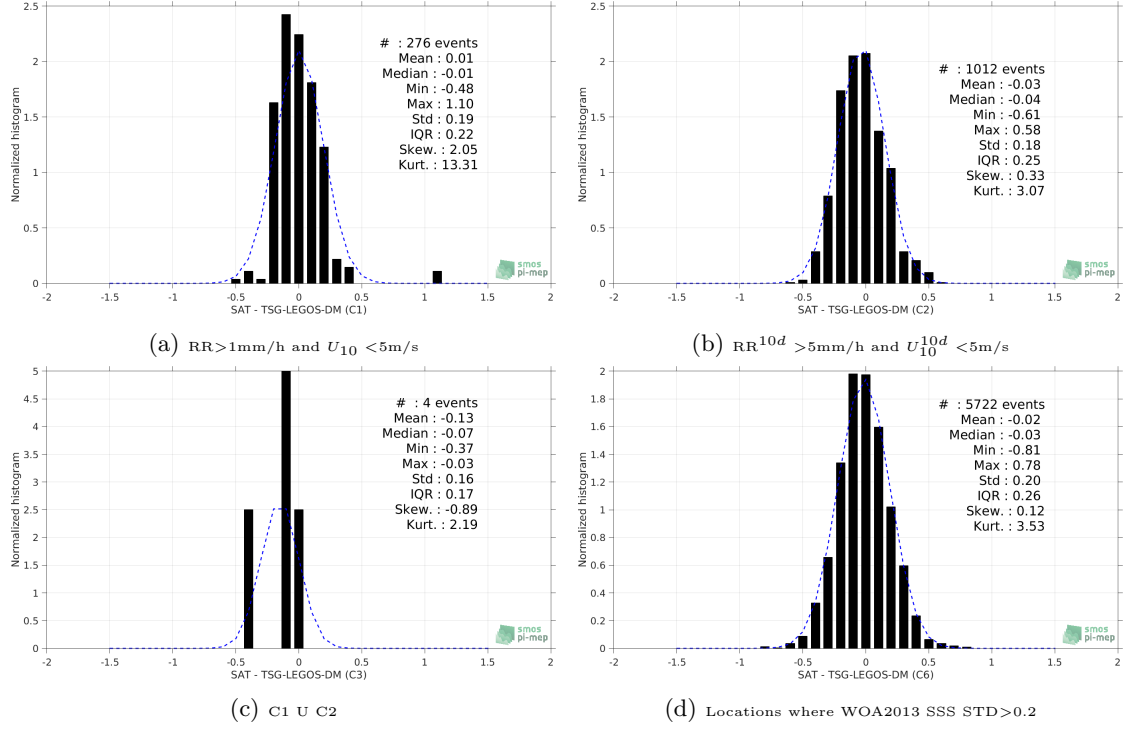 2.5
2
1.5
1
0.5
0
-2
-1.5
-1
-0.5
0
0.5
1
1.5
2
Normalized histogram
# : 276 events
Mean : 0.01
Median : -0.01
Min : -0.48
Max : 1.10
Std : 0.19
IQR : 0.22
Skew. : 2.05
Kurt. : 13.31
smos
pi-mep
SAT - TSG-LEGOS-DM (C1)
(a) RR>1mm/h and U10 <5m/s
2.5
2
1.5
1
0.5
0
-2
-1.5
-1
-0.5
0
0.5
1
1.5
2
Normalized histogram
# : 1012 events
Mean : -0.03
Median : -0.04
Min : -0.61
Max : 0.58
Std : 0.18
IQR : 0.25
Skew. : 0.33
Kurt. : 3.07
smos
pi-mep
SAT - TSG-LEGOS-DM (C2)
(b) RR10d >5mm/h and U10d10 <5m/s
5
4.5
4
3.5
3
2.5
2
1.5
1
0.5
0
-2
-1.5
-1
-0.5
0
0.5
1
1.5
2
Normalized histogram
# : 4 events
Mean : -0.13
Median : -0.07
Min : -0.37
Max : -0.03
Std : 0.16
IQR : 0.17
Skew. : -0.89
Kurt. : 2.19
smos
pi-mep
SAT - TSG-LEGOS-DM (C3)
(c) C1 U C2
2
1.8
1.6
1.4
1.2
1
0.8
0.6
0.4
0.2
0
-2
-1.5
-1
-0.5
0
0.5
1
1.5
2
Normalized histogram
# : 5722 events
Mean : -0.02
Median : -0.03
Min : -0.81
Max : 0.78
Std : 0.20
IQR : 0.26
Skew. : 0.12
Kurt. : 3.53
smos
pi-mep
SAT - TSG-LEGOS-DM (C6)
(d) Locations where WOA2013 SSS STD>0.2